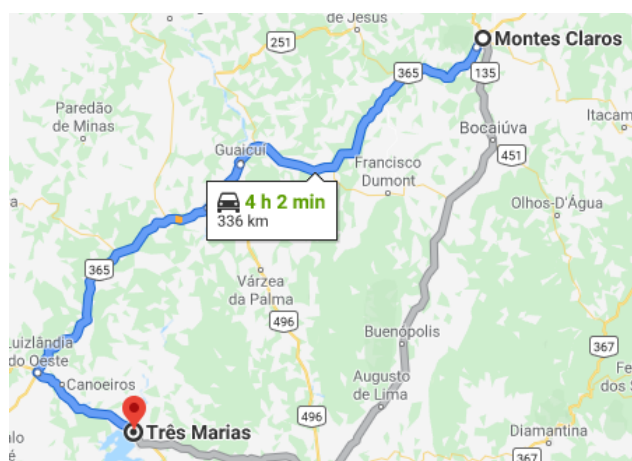 de Jesus
Montes Claros
251
365
135
Paredão
de Minas
Itacam
Bocaiúva
Guaicuí
451
Francisco
Dumont
4 h 2 min
336 km
Olhos-D'Água
365
Várzea
da Palma
496
Buenópolis
367
Luizlândia
do Oeste
Fe
dos S
Canoeiros
Augusto
de Lima
496
Três Marias
Diamantina
alo
é
367